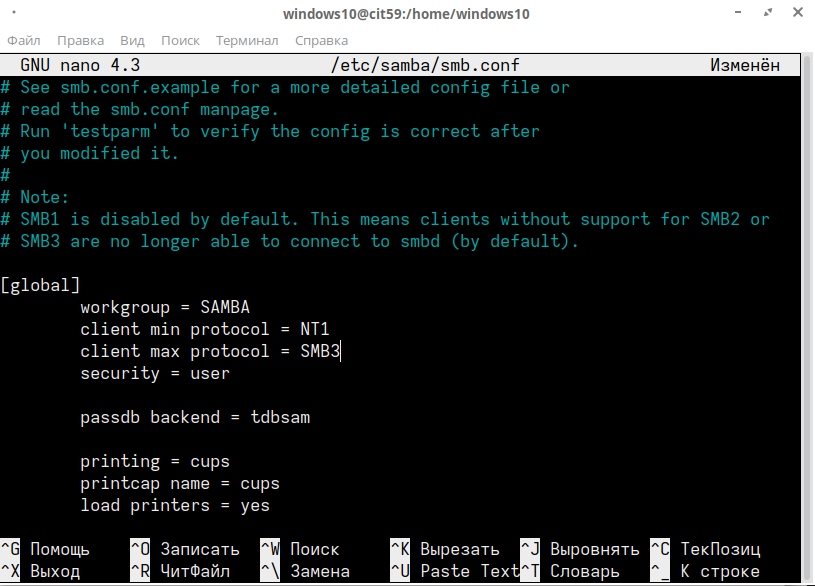 windows10@cit59:/home/windows10
Файл Правка Вид Поиск Терминал Справка
GNU nano 4.3 /etc/samba/smb.conf Изменён
# See smb.conf.example for a more detailed config file or
# read the smb.conf manpage.
# Run 'testparm' to verify the config is correct after
# you modified it.
#
# Note:
# SMB1 is disabled by default. This means clients without support for SMB2 or
# SMB3 are no longer able to connect to smbd (by default).
[global]
workgroup = SAMBA
client min protocol = NT1
client max protocol = SMB3
security = user
passdb backend = tdbsam
printing = cups
printcap name = cups
load printers = yes
^G Помощь ^O Записать ^W Поиск ^K Вырезать ^J Выровнять ^C ТекПозиц
^X Выход ^R ЧитФайл ^\ Замена ^U Paste Text ^T Словарь ^_ К строке